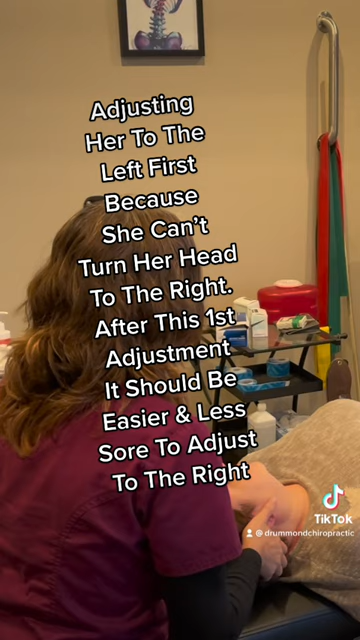 Adjusting
Her To The
Left First
Because
She Can't
Turn Her Head
To The Right.
After This 1st
Adjustment
It Should Be
Easier & Less
Sore To Adjust
To The Right
TikTok
@drummondchiropractic